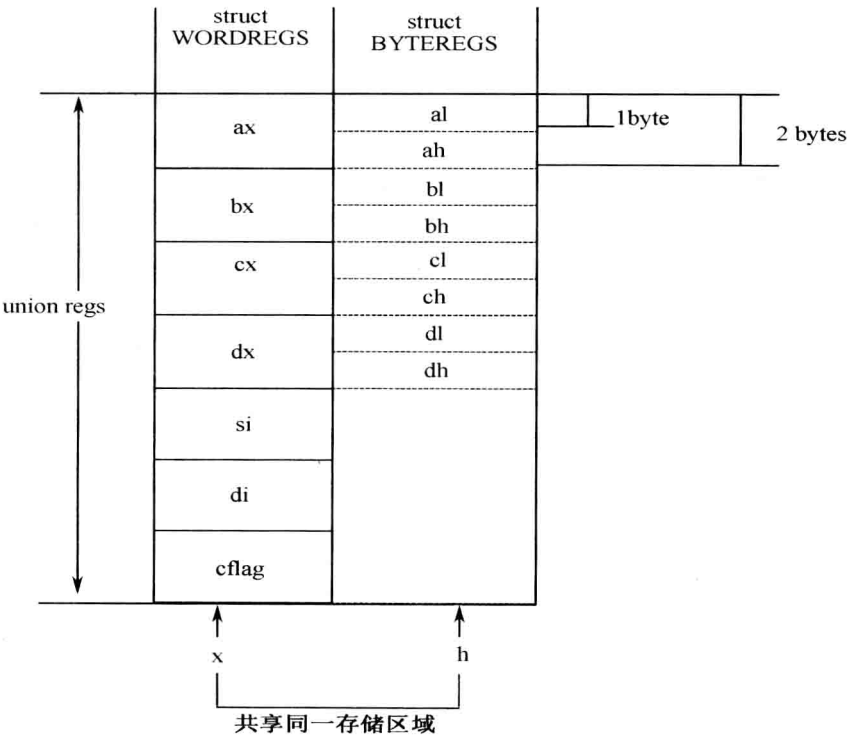 struct
WORDREGS
struct
BYTEREGS
ax
al
ah
1byte
2 bytes
bx
bl
bh
cx
cl
ch
union regs
dx
dl
dh
si
di
cflag
x
h
共享同一存储区域